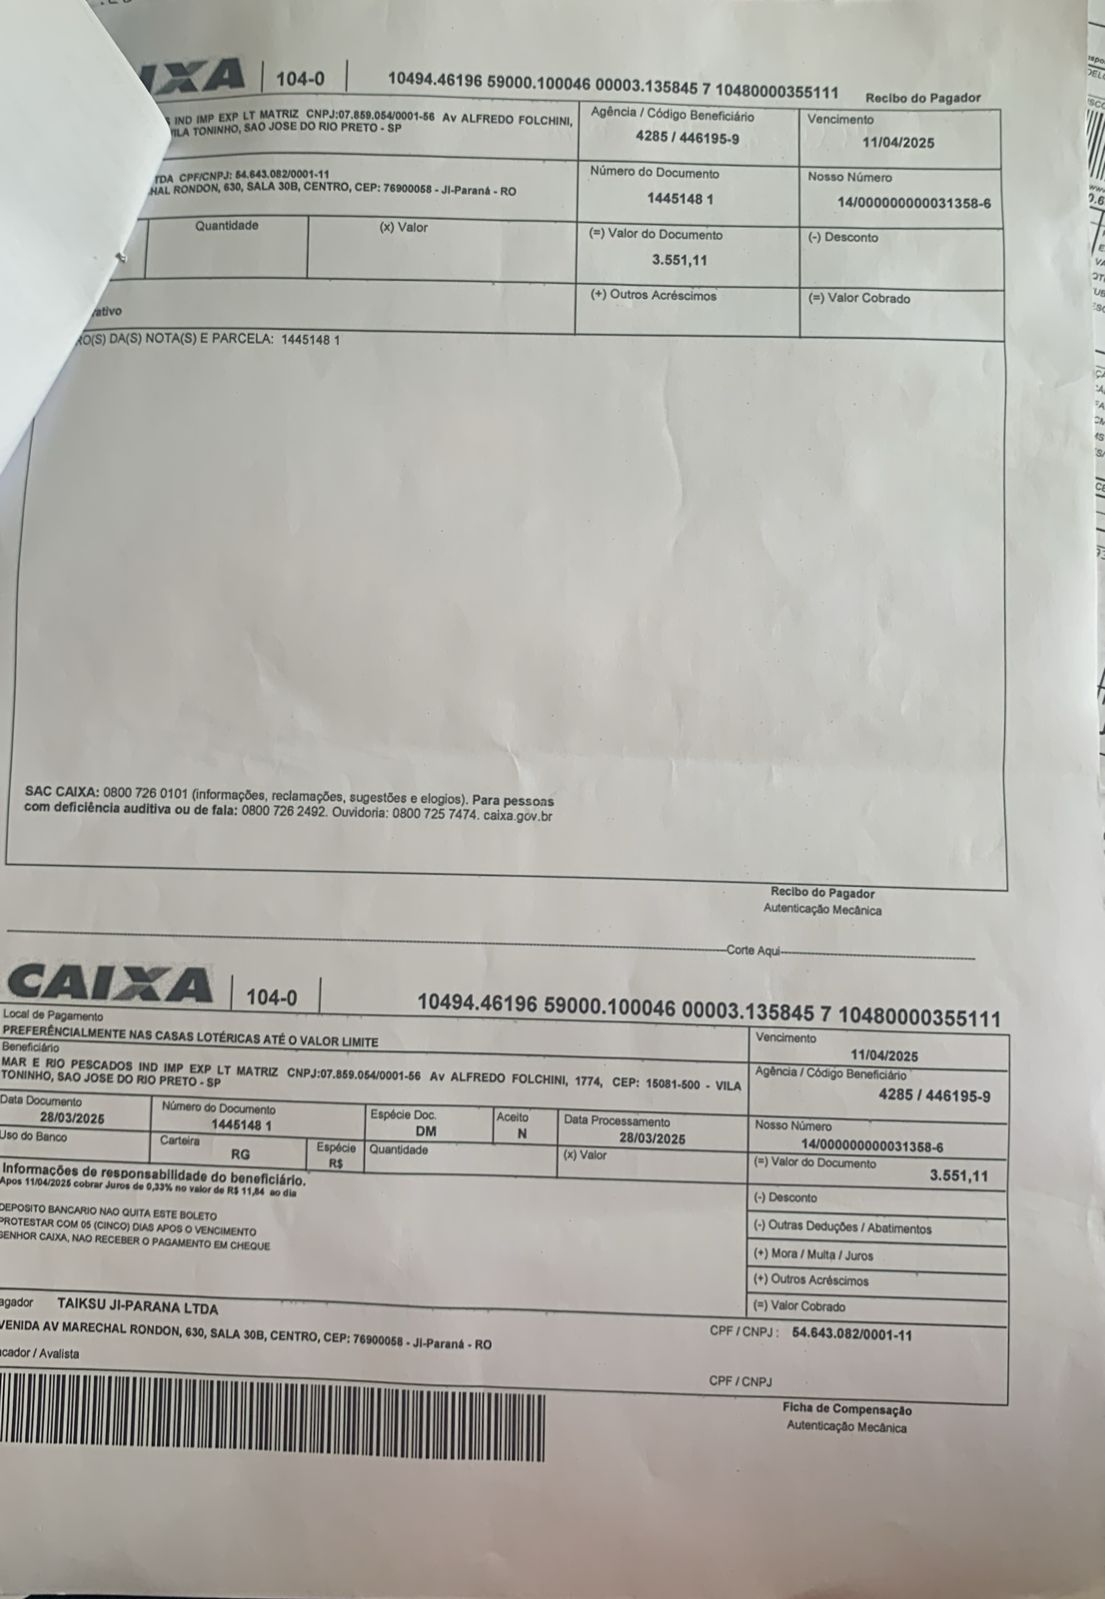 IXA 104-0 10494.46196 59000.100046 00003.135845 7 10480000355111 Recibo do Pagador
IND IMP EXP LT MATRIZ CNPJ:07.859.054/0001-56 Av ALFREDO FOLCHINI,
VILA TONINHO, SAO JOSE DO RIO PRETO - SP
Agência / Código Beneficiário
4285 / 446195-9
Vencimento
11/04/2025
TDA CPF/CNPJ: 54.643.082/0001-11
HAL RONDON, 630, SALA 30B, CENTRO, CEP: 76900058 - JI-Paraná - RO
Número do Documento
1445148 1
Nosso Número
14/000000000031358-6
Quantidade
(x) Valor
(=) Valor do Documento
3.551,11
(-) Desconto
ativo
(+) Outros Acréscimos
(=) Valor Cobrado
RO(S) DA(S) NOTA(S) E PARCELA: 1445148 1
SAC CAIXA: 0800 726 0101 (informações, reclamações, sugestões e elogios). Para pessoas
com deficiência auditiva ou de fala: 0800 726 2492. Ouvidoria: 0800 725 7474. caixa.gov.br
Recibo do Pagador
Autenticação Mecânica
Corte Aqui
CAIXA 104-0 10494.46196 59000.100046 00003.135845 7 10480000355111
Local de Pagamento
PREFERÊNCIALMENTE NAS CASAS LOTÉRICAS ATÉ O VALOR LIMITE
Vencimento
11/04/2025
Beneficiário
MAR E RIO PESCADOS IND IMP EXP LT MATRIZ CNPJ:07.859.054/0001-56 Av ALFREDO FOLCHINI, 1774, CEP: 15081-500 - VILA
TONINHO, SAO JOSE DO RIO PRETO - SP
Agência / Código Beneficiário
4285 / 446195-9
Data Documento
28/03/2025
Número do Documento
1445148 1
Espécie Doc.
DM
Aceito
N
Data Processamento
28/03/2025
Nosso Número
14/000000000031358-6
Uso do Banco
Carteira
RG
Espécie
R$
Quantidade
(x) Valor
(=) Valor do Documento
3.551,11
Informações de responsabilidade do beneficiário.
Apos 11/04/2025 cobrar Juros de 0,33% no valor de R$ 11,84 ao dia
DEPOSITO BANCARIO NAO QUITA ESTE BOLETO
PROTESTAR COM 05 (CINCO) DIAS APOS O VENCIMENTO
SENHOR CAIXA, NAO RECEBER O PAGAMENTO EM CHEQUE
(-) Desconto
(-) Outras Deduções / Abatimentos
(+) Mora / Multa / Juros
(+) Outros Acréscimos
(=) Valor Cobrado
agador TAIKSU JI-PARANA LTDA
VENIDA AV MARECHAL RONDON, 630, SALA 30B, CENTRO, CEP: 76900058 - JI-Paraná - RO
CPF / CNPJ : 54.643.082/0001-11
cador / Avalista
CPF / CNPJ
Ficha de Compensação
Autenticação Mecânica